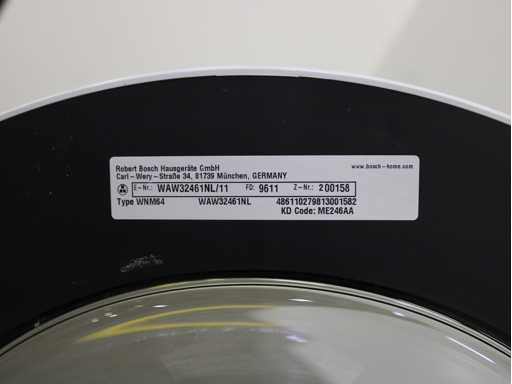 Robert Bosch Hausgeräte GmbH
www.bosch-home.com
Carl-Wery-Straße 34, 81739 München, GERMANY
E-Nr.: WAW32461NL/11 FD: 9611 Z-Nr.: 200158
Type WNM64 WAW32461NL 486110279813001582
KD Code: ME246AA